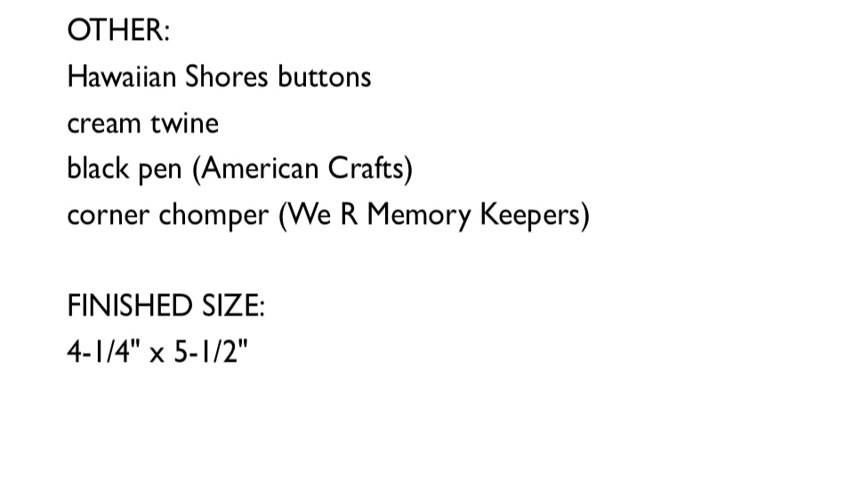 OTHER:
Hawaiian Shores buttons
cream twine
black pen (American Crafts)
corner chomper (We R Memory Keepers)
FINISHED SIZE:
4-1/4" x 5-1/2"